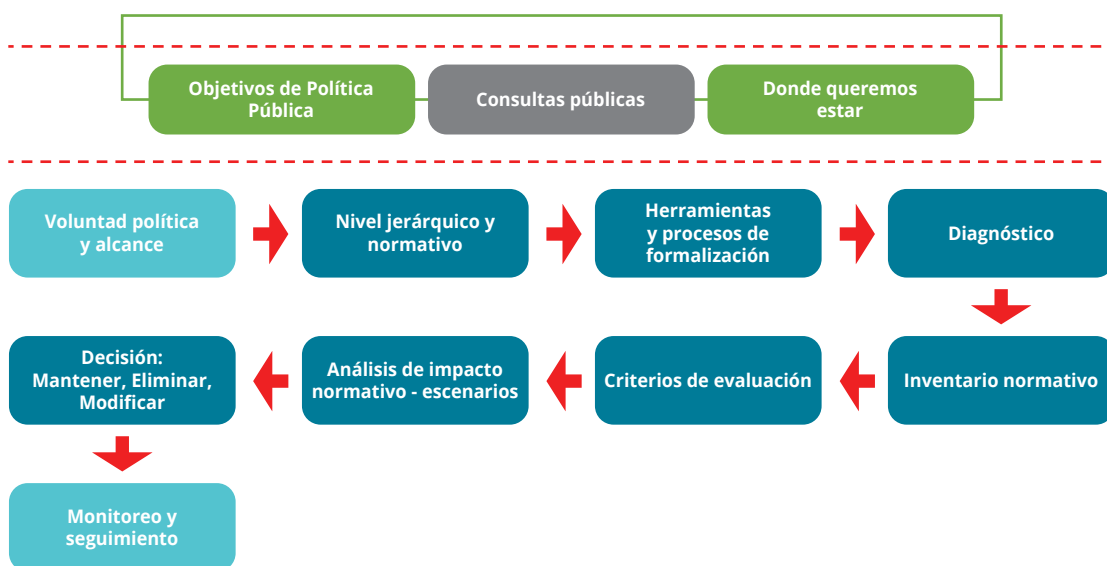 Objetivos de Política
Pública
Consultas públicas
Donde queremos
estar
Voluntad política
y alcance
Nivel jerárquico y
normativo
Herramientas
y procesos de
formalización
Diagnóstico
Decisión:
Mantener, Eliminar,
Modificar
Análisis de impacto
normativo - escenarios
Criterios de evaluación
Inventario normativo
Monitoreo y
seguimiento